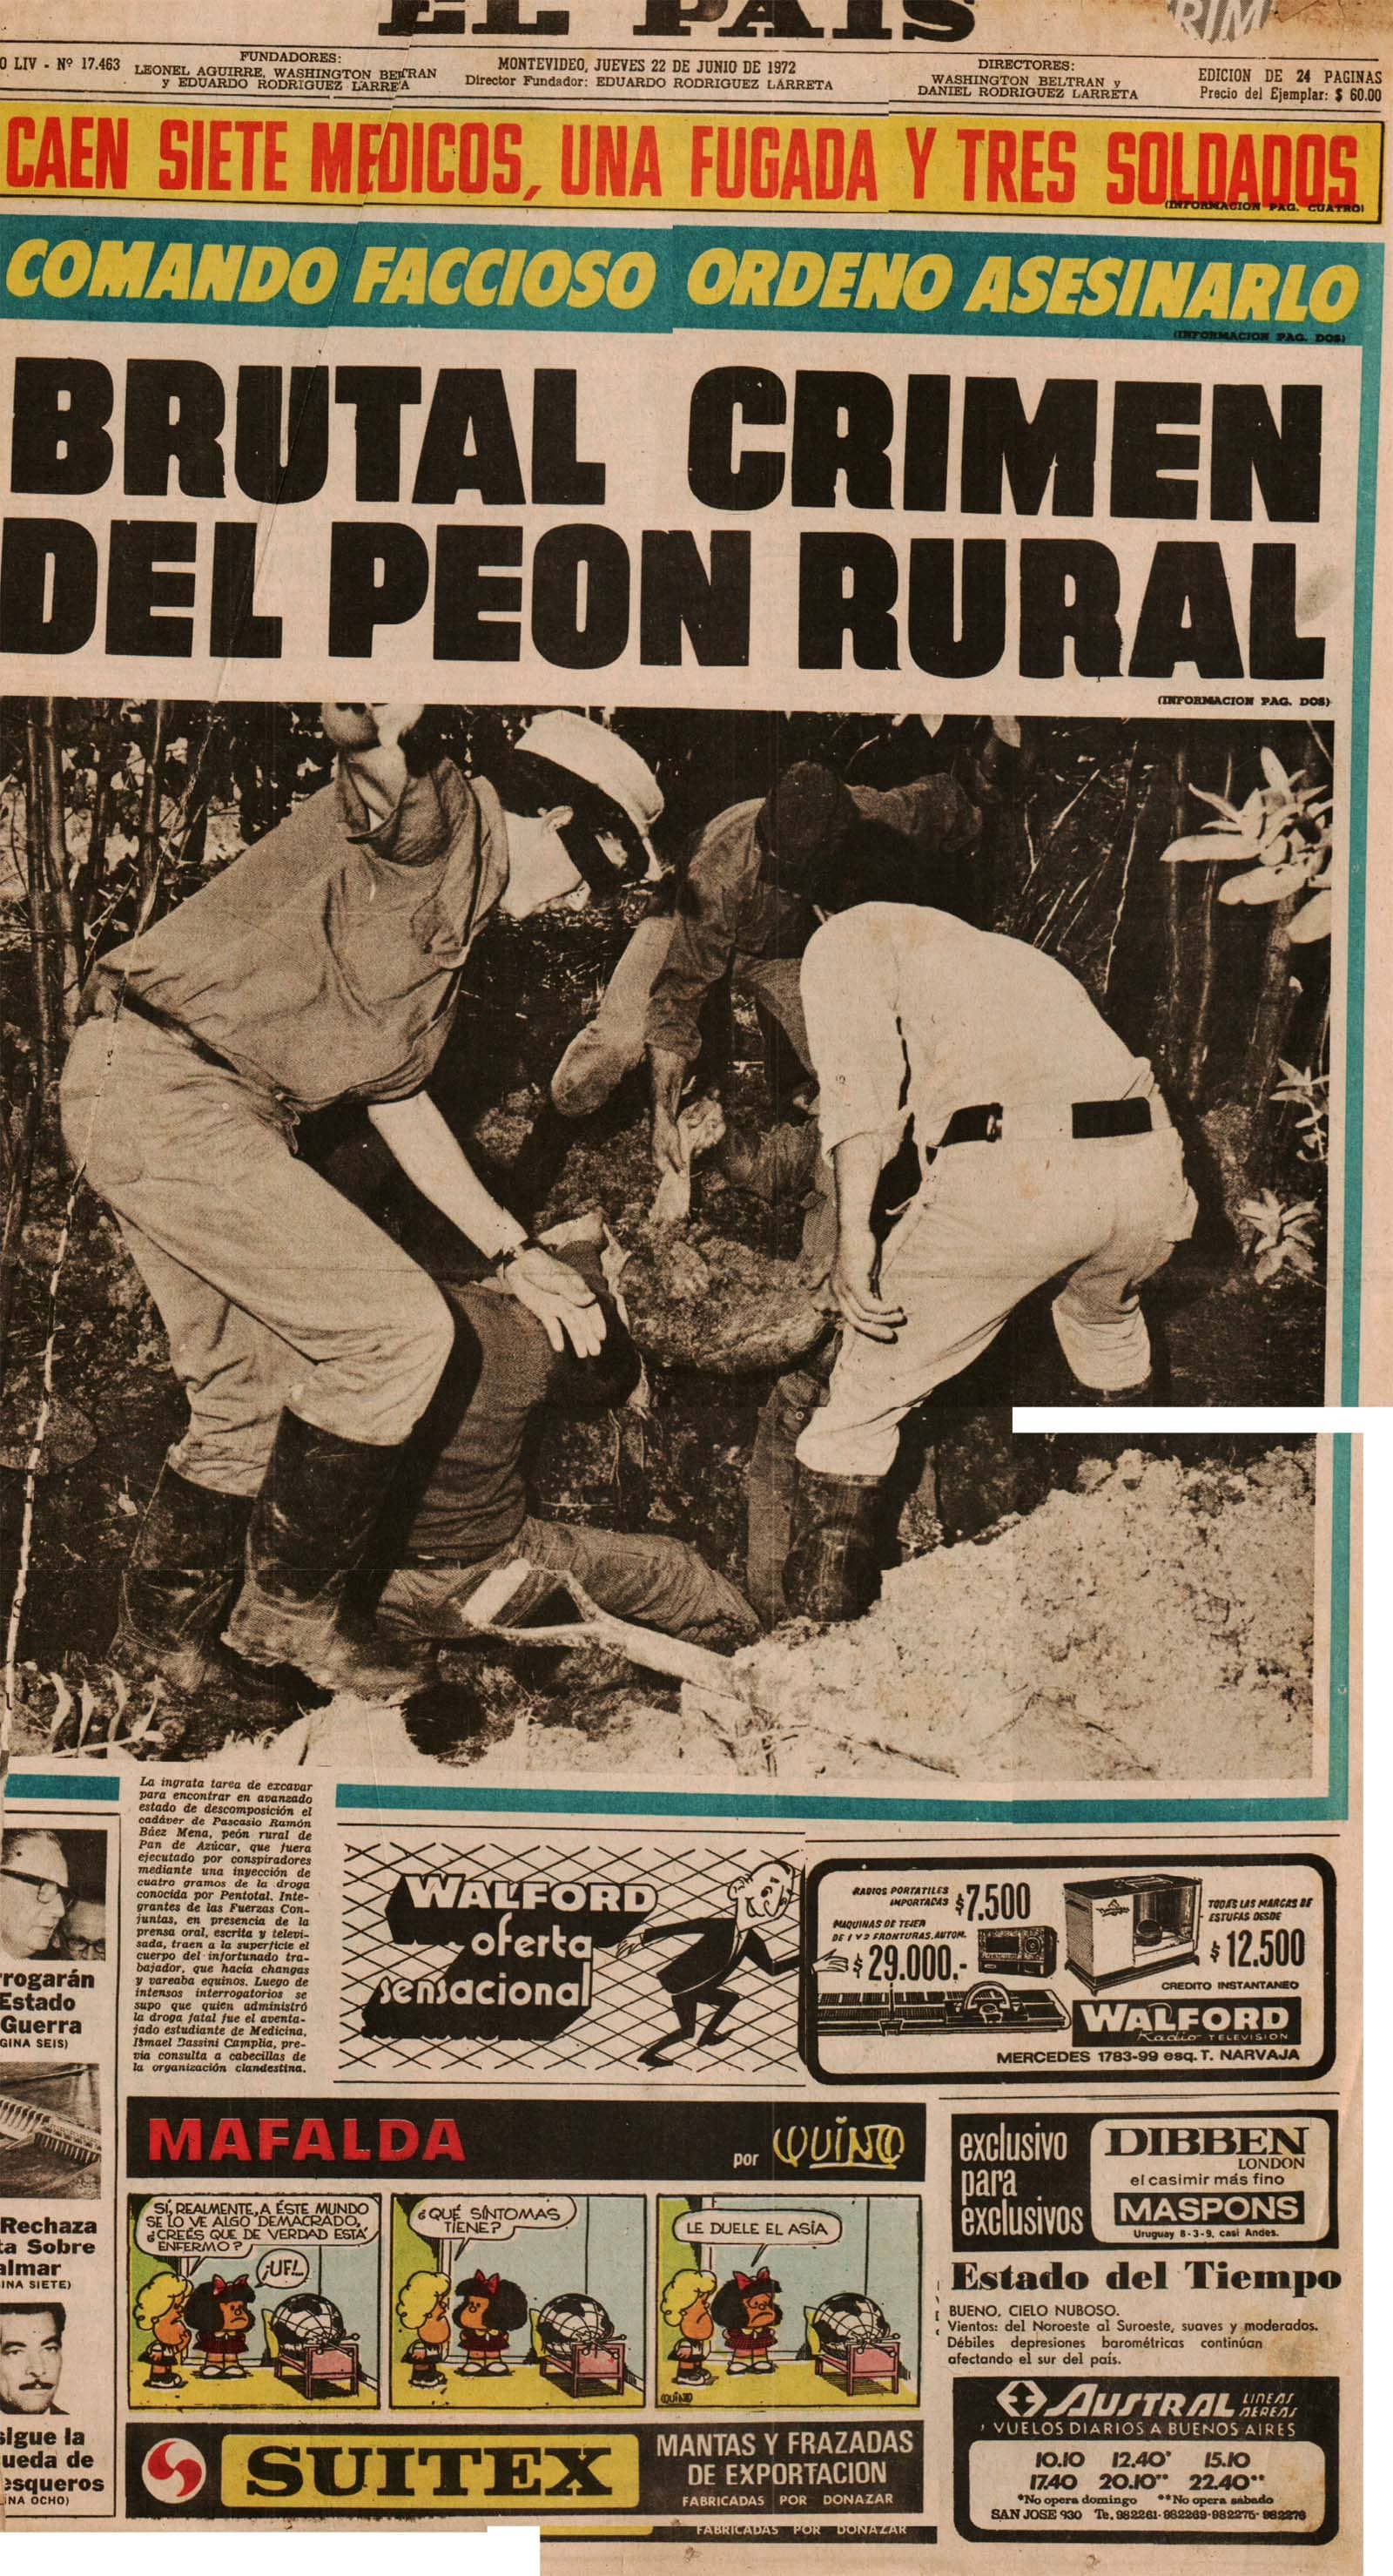 EL PAIS
RIM
O LIV - Nº 17.463
FUNDADORES:
LEONEL AGUIRRE, WASHINGTON BELTRAN
y EDUARDO RODRIGUEZ LARRETA
MONTEVIDEO, JUEVES 22 DE JUNIO DE 1972
Director Fundador: EDUARDO RODRIGUEZ LARRETA
DIRECTORES:
WASHINGTON BELTRAN y
DANIEL RODRIGUEZ LARRETA
EDICION DE 24 PAGINAS
Precio del Ejemplar: $ 60.00
CAEN SIETE MEDICOS, UNA FUGADA Y TRES SOLDADOS
(INFORMACION PAG. CUATRO)
COMANDO FACCIOSO ORDENO ASESINARLO
(INFORMACION PAG. DOS)
BRUTAL CRIMEN
DEL PEON RURAL
(INFORMACION PAG. DOS)
La ingrata tarea de excavar
para encontrar en avanzado
estado de descomposición el
cadáver de Pascasio Ramón
Báez Mena, peón rural de
Pan de Azúcar, que fuera
ejecutado por conspiradores
mediante una inyección de
cuatro gramos de la droga
conocida por Pentotal. Inte-
grantes de las Fuerzas Con-
juntas, en presencia de la
prensa oral, escrita y televi-
sada, traen a la superficie el
cuerpo del infortunado tra-
bajador, que hacía changas
y vareaba equinos. Luego de
intensos interrogatorios se
supo que quien administró
la droga fatal fue el aventa-
jado estudiante de Medicina,
Ismael Bassini Campiia, pre-
via consulta a cabecillas de
la organización clandestina.
rrogarán
Estado
Guerra
GINA SEIS)
Rechaza
ta Sobre
almar
INA SIETE)
sigue la
ueda de
esqueros
INA OCHO)
WALFORD
oferta
sensacional
RADIOS PORTATILES
IMPORTADAS $7.500
MAQUINAS DE TEJER
DE 1 Y 2 FRONTURAS.AUTOM.
$29.000.-
TODAS LAS MARCAS DE
ESTUFAS DESDE
$12.500
CREDITO INSTANTANEO
WALFORD
Radio TELEVISION
MERCEDES 1783-99 esq. T. NARVAJA
MAFALDA
por QUINO
SÍ, REALMENTE, A ÉSTE MUNDO
SE LO VE ALGO DEMACRADO,
¿CREÉS QUE DE VERDAD ESTÁ
ENFERMO?
¡UF!
¿QUÉ SÍNTOMAS
TIENE?
LE DUELE EL ASIA
QUINO
SUITEX
MANTAS Y FRAZADAS
DE EXPORTACION
FABRICADAS POR DONAZAR
FABRICADAS POR DONAZAR
exclusivo
para
exclusivos
DIBBEN
LONDON
el casimir más fino
MASPONS
Uruguay 8-3-9, casi Andes.
Estado del Tiempo
BUENO, CIELO NUBOSO.
Vientos: del Noroeste al Suroeste, suaves y moderados.
Débiles depresiones barométricas continúan
afectando el sur del país.
AUSTRAL LINEAS
AEREAS
VUELOS DIARIOS A BUENOS AIRES
10.10 12.40* 15.10
17.40 20.10** 22.40**
*No opera domingo **No opera sábado
SAN JOSE 930 Te. 982261-982269-982275-982276